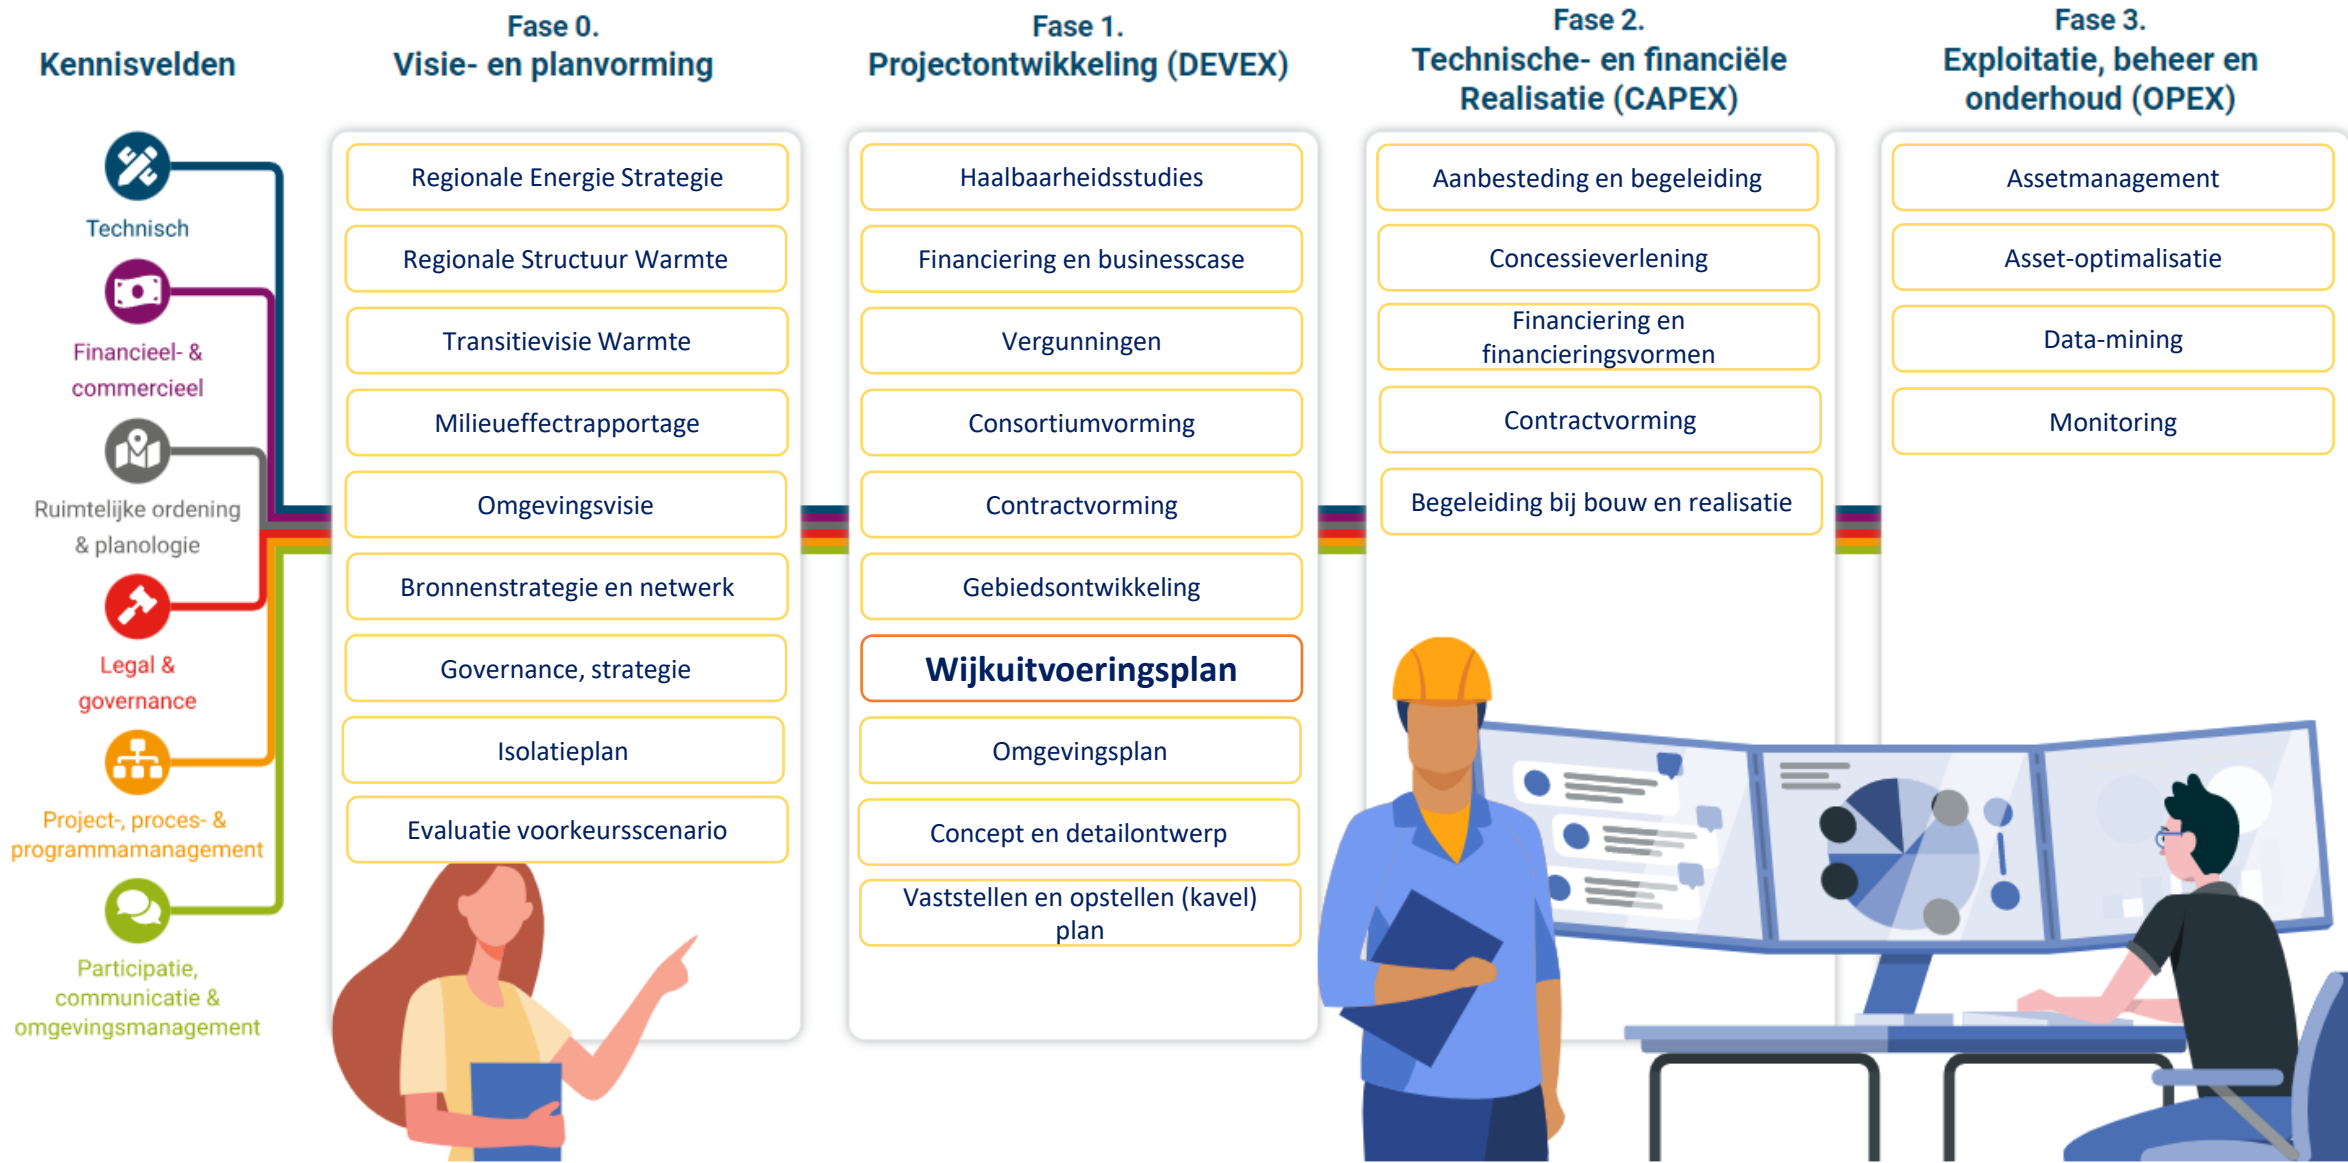 Kennisvelden
Technisch
Financieel- &
commercieel
Ruimtelijke ordening
& planologie
Legal &
governance
Project-, proces- &
programmamanagement
Participatie,
communicatie &
omgevingsmanagement
Fase 0.
Visie- en planvorming
Regionale Energie Strategie
Regionale Structuur Warmte
Transitievisie Warmte
Milieueffectrapportage
Omgevingsvisie
Bronnenstrategie en netwerk
Governance, strategie
Isolatieplan
Evaluatie voorkeursscenario
Fase 1.
Projectontwikkeling (DEVEX)
Haalbaarheidsstudies
Financiering en businesscase
Vergunningen
Consortiumvorming
Contractvorming
Gebiedsontwikkeling
Wijkuitvoeringsplan
Omgevingsplan
Concept en detailontwerp
Vaststellen en opstellen (kavel)
plan
Fase 2.
Technische- en financiële
Realisatie (CAPEX)
Aanbesteding en begeleiding
Concessieverlening
Financiering en
financieringsvormen
Contractvorming
Begeleiding bij bouw en realisatie
Fase 3.
Exploitatie, beheer en
onderhoud (OPEX)
Assetmanagement
Asset-optimalisatie
Data-mining
Monitoring